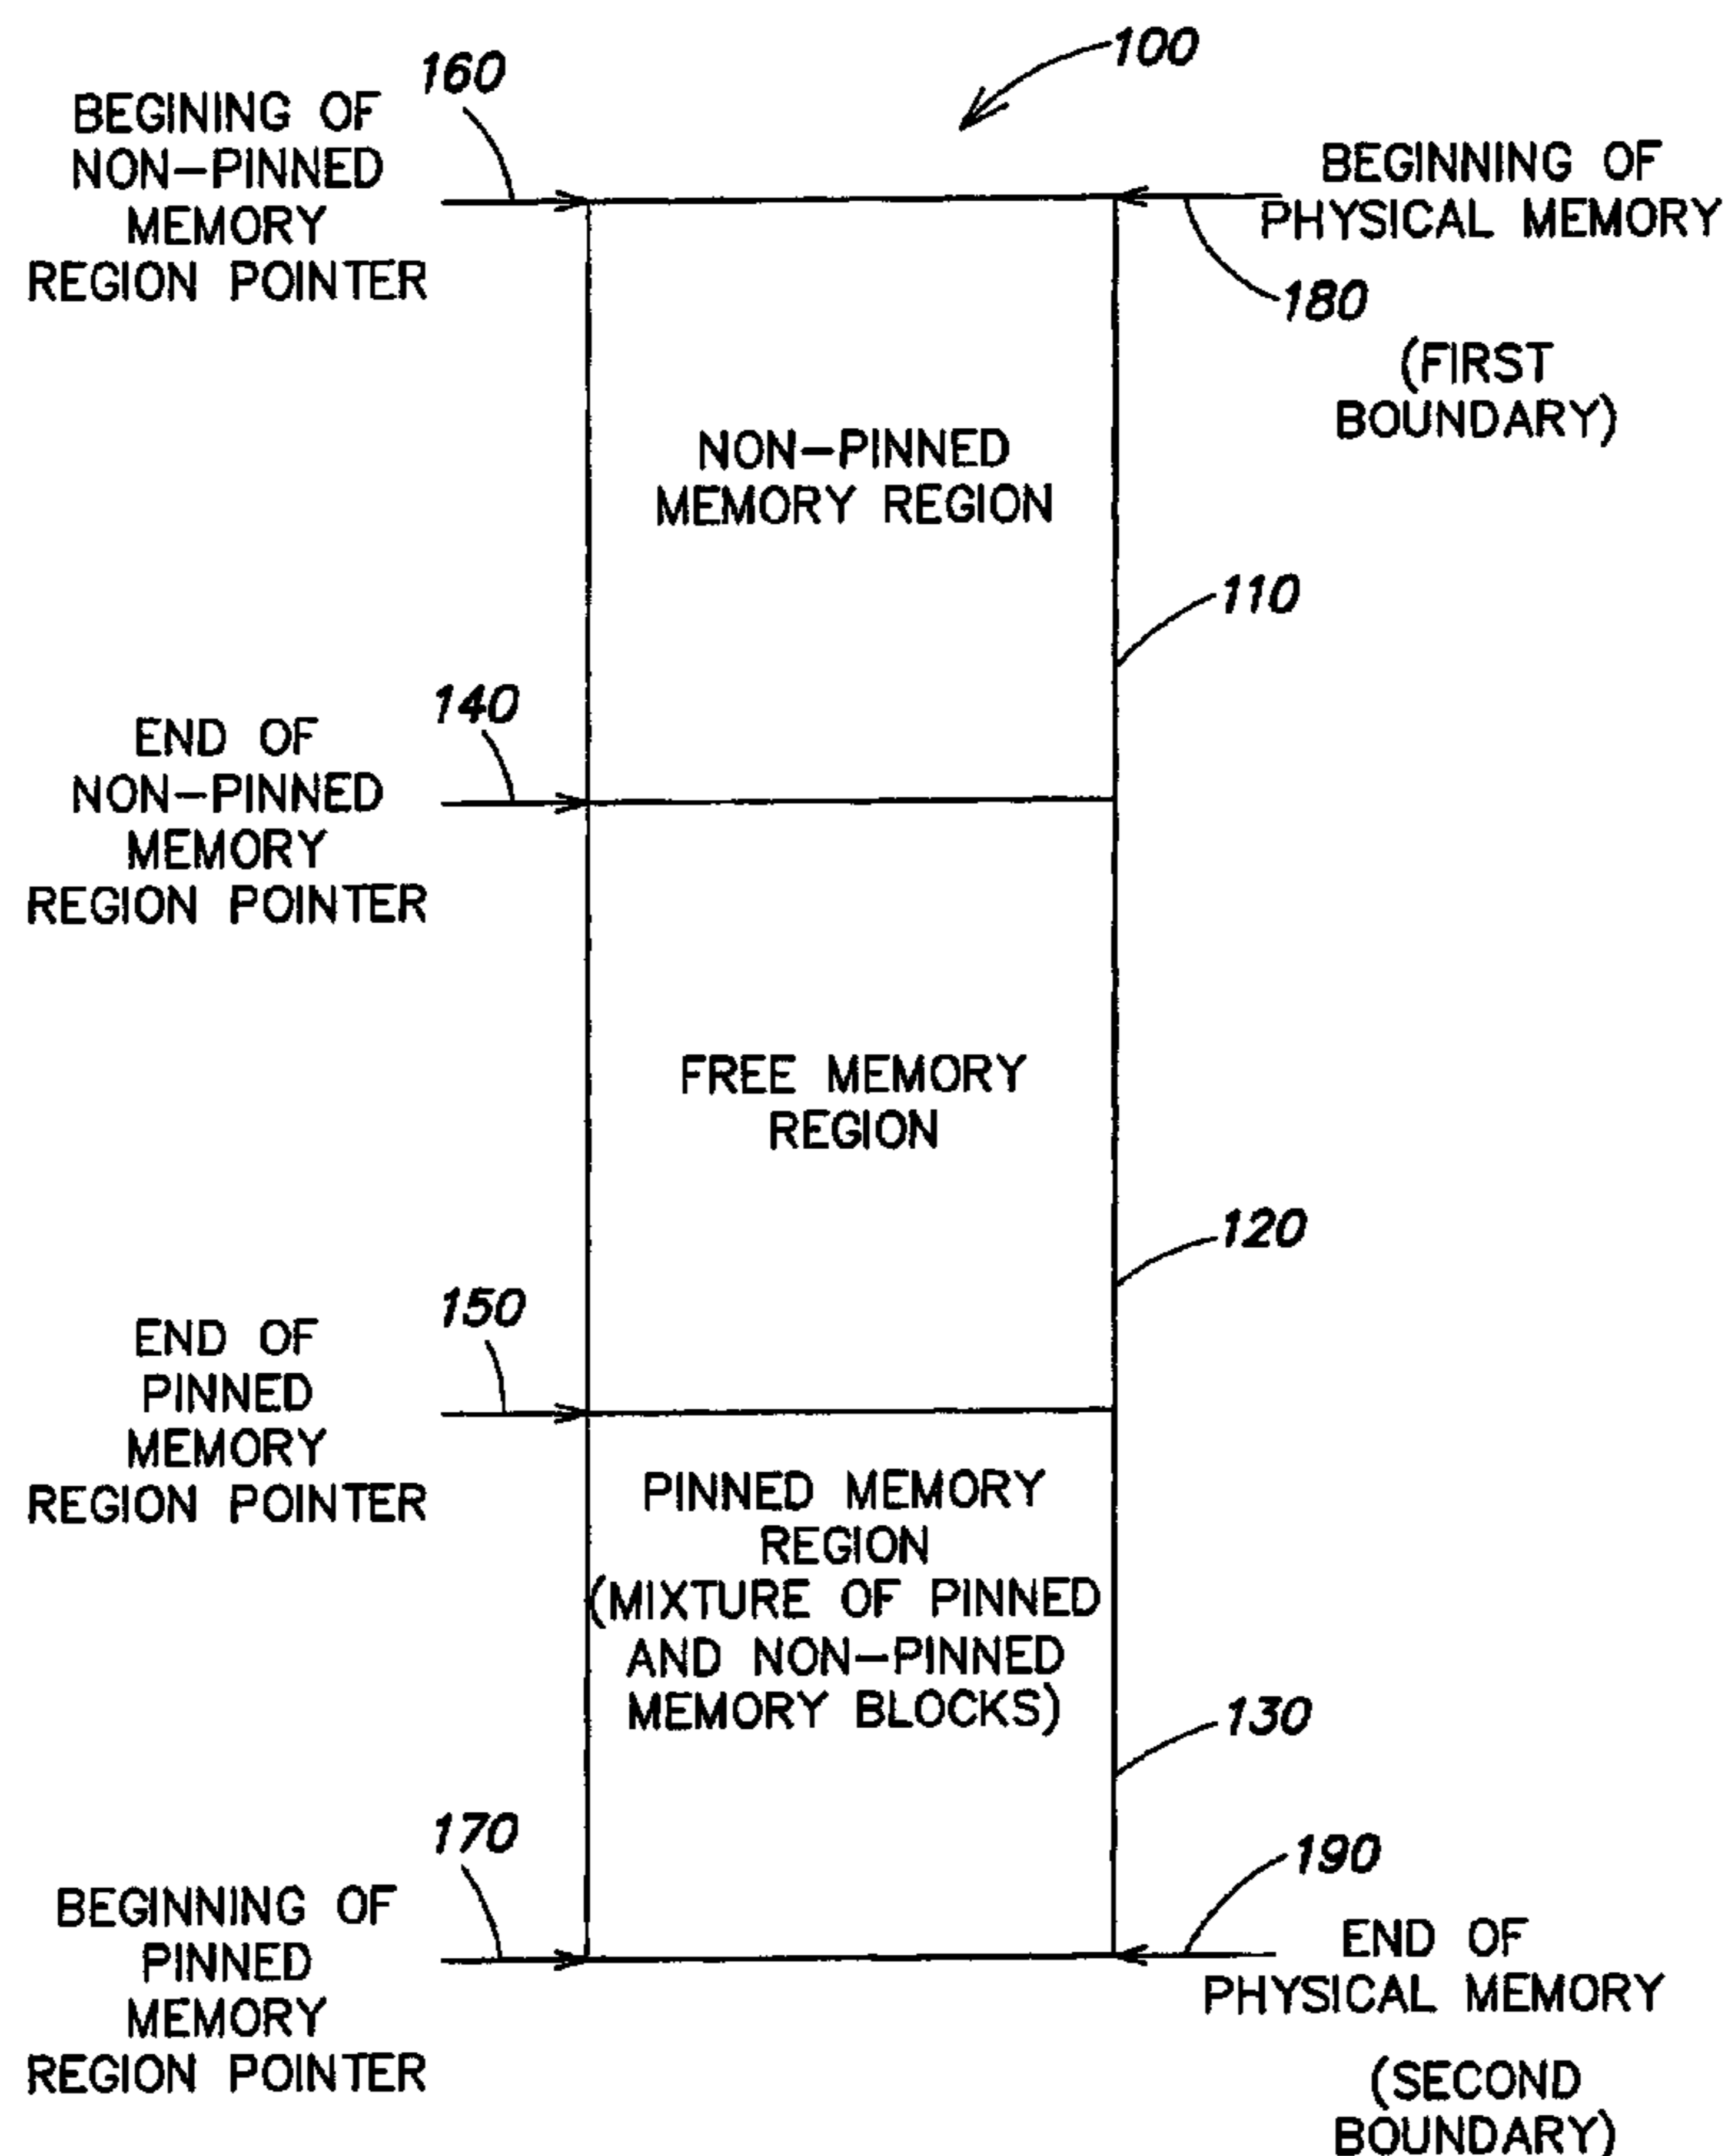 100
160
BEGINING OF
NON-PINNED
MEMORY
REGION POINTER
BEGINNING OF
PHYSICAL MEMORY
180
(FIRST
BOUNDARY)
NON-PINNED
MEMORY REGION
110
140
END OF
NON-PINNED
MEMORY
REGION POINTER
FREE MEMORY
REGION
120
150
END OF
PINNED
MEMORY
REGION POINTER
PINNED MEMORY
REGION
(MIXTURE OF PINNED
AND NON-PINNED
MEMORY BLOCKS)
130
170
BEGINNING OF
PINNED
MEMORY
REGION POINTER
190
END OF
PHYSICAL MEMORY
(SECOND
BOUNDARY)